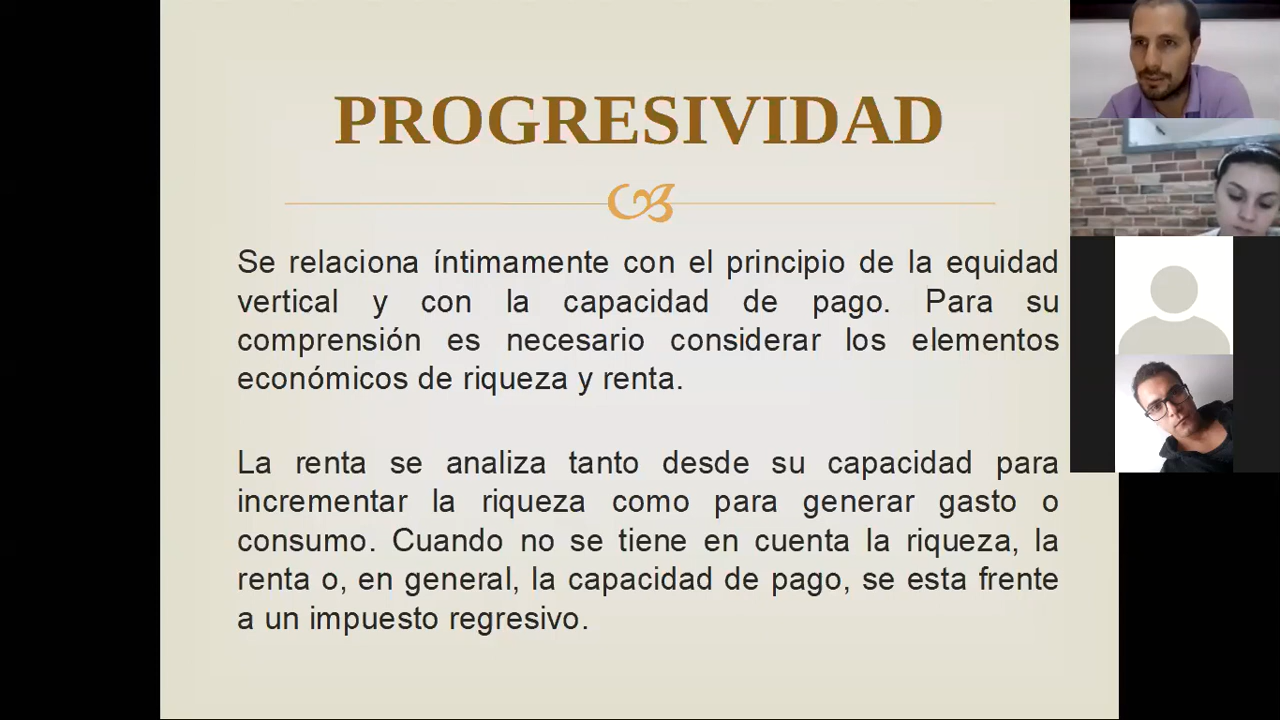 PROGRESIVIDAD
Se relaciona íntimamente con el principio de la equidad
vertical y con la capacidad de pago. Para su
comprensión es necesario considerar los elementos
económicos de riqueza y renta.
La renta se analiza tanto desde su capacidad para
incrementar la riqueza como para generar gasto o
consumo. Cuando no se tiene en cuenta la riqueza, la
renta o, en general, la capacidad de pago, se esta frente
a un impuesto regresivo.